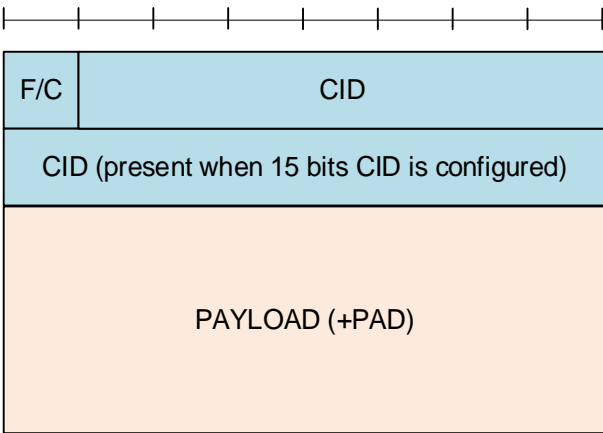 F/C CID
CID (present when 15 bits CID is configured)
PAYLOAD (+PAD)